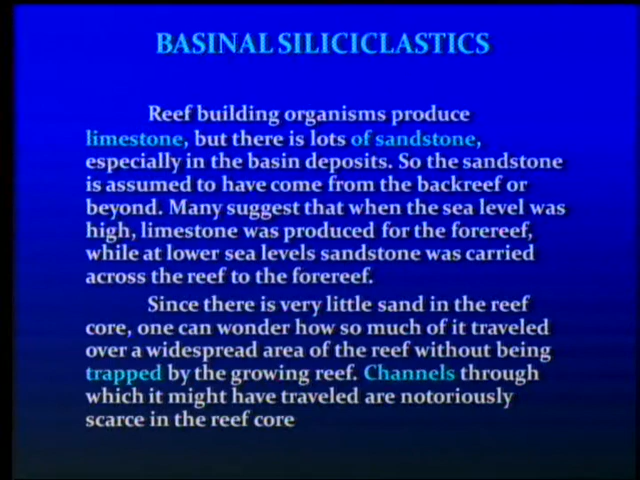 BASINAL SILICICLASTICS
Reef building organisms produce
limestone, but there is lots of sandstone,
especially in the basin deposits. So the sandstone
is assumed to have come from the backreef or
beyond. Many suggest that when the sea level was
high, limestone was produced for the forereef,
while at lower sea levels sandstone was carried
across the reef to the forereef.
Since there is very little sand in the reef
core, one can wonder how so much of it traveled
over a widespread area of the reef without being
trapped by the growing reef. Channels through
which it might have traveled are notoriously
scarce in the reef core